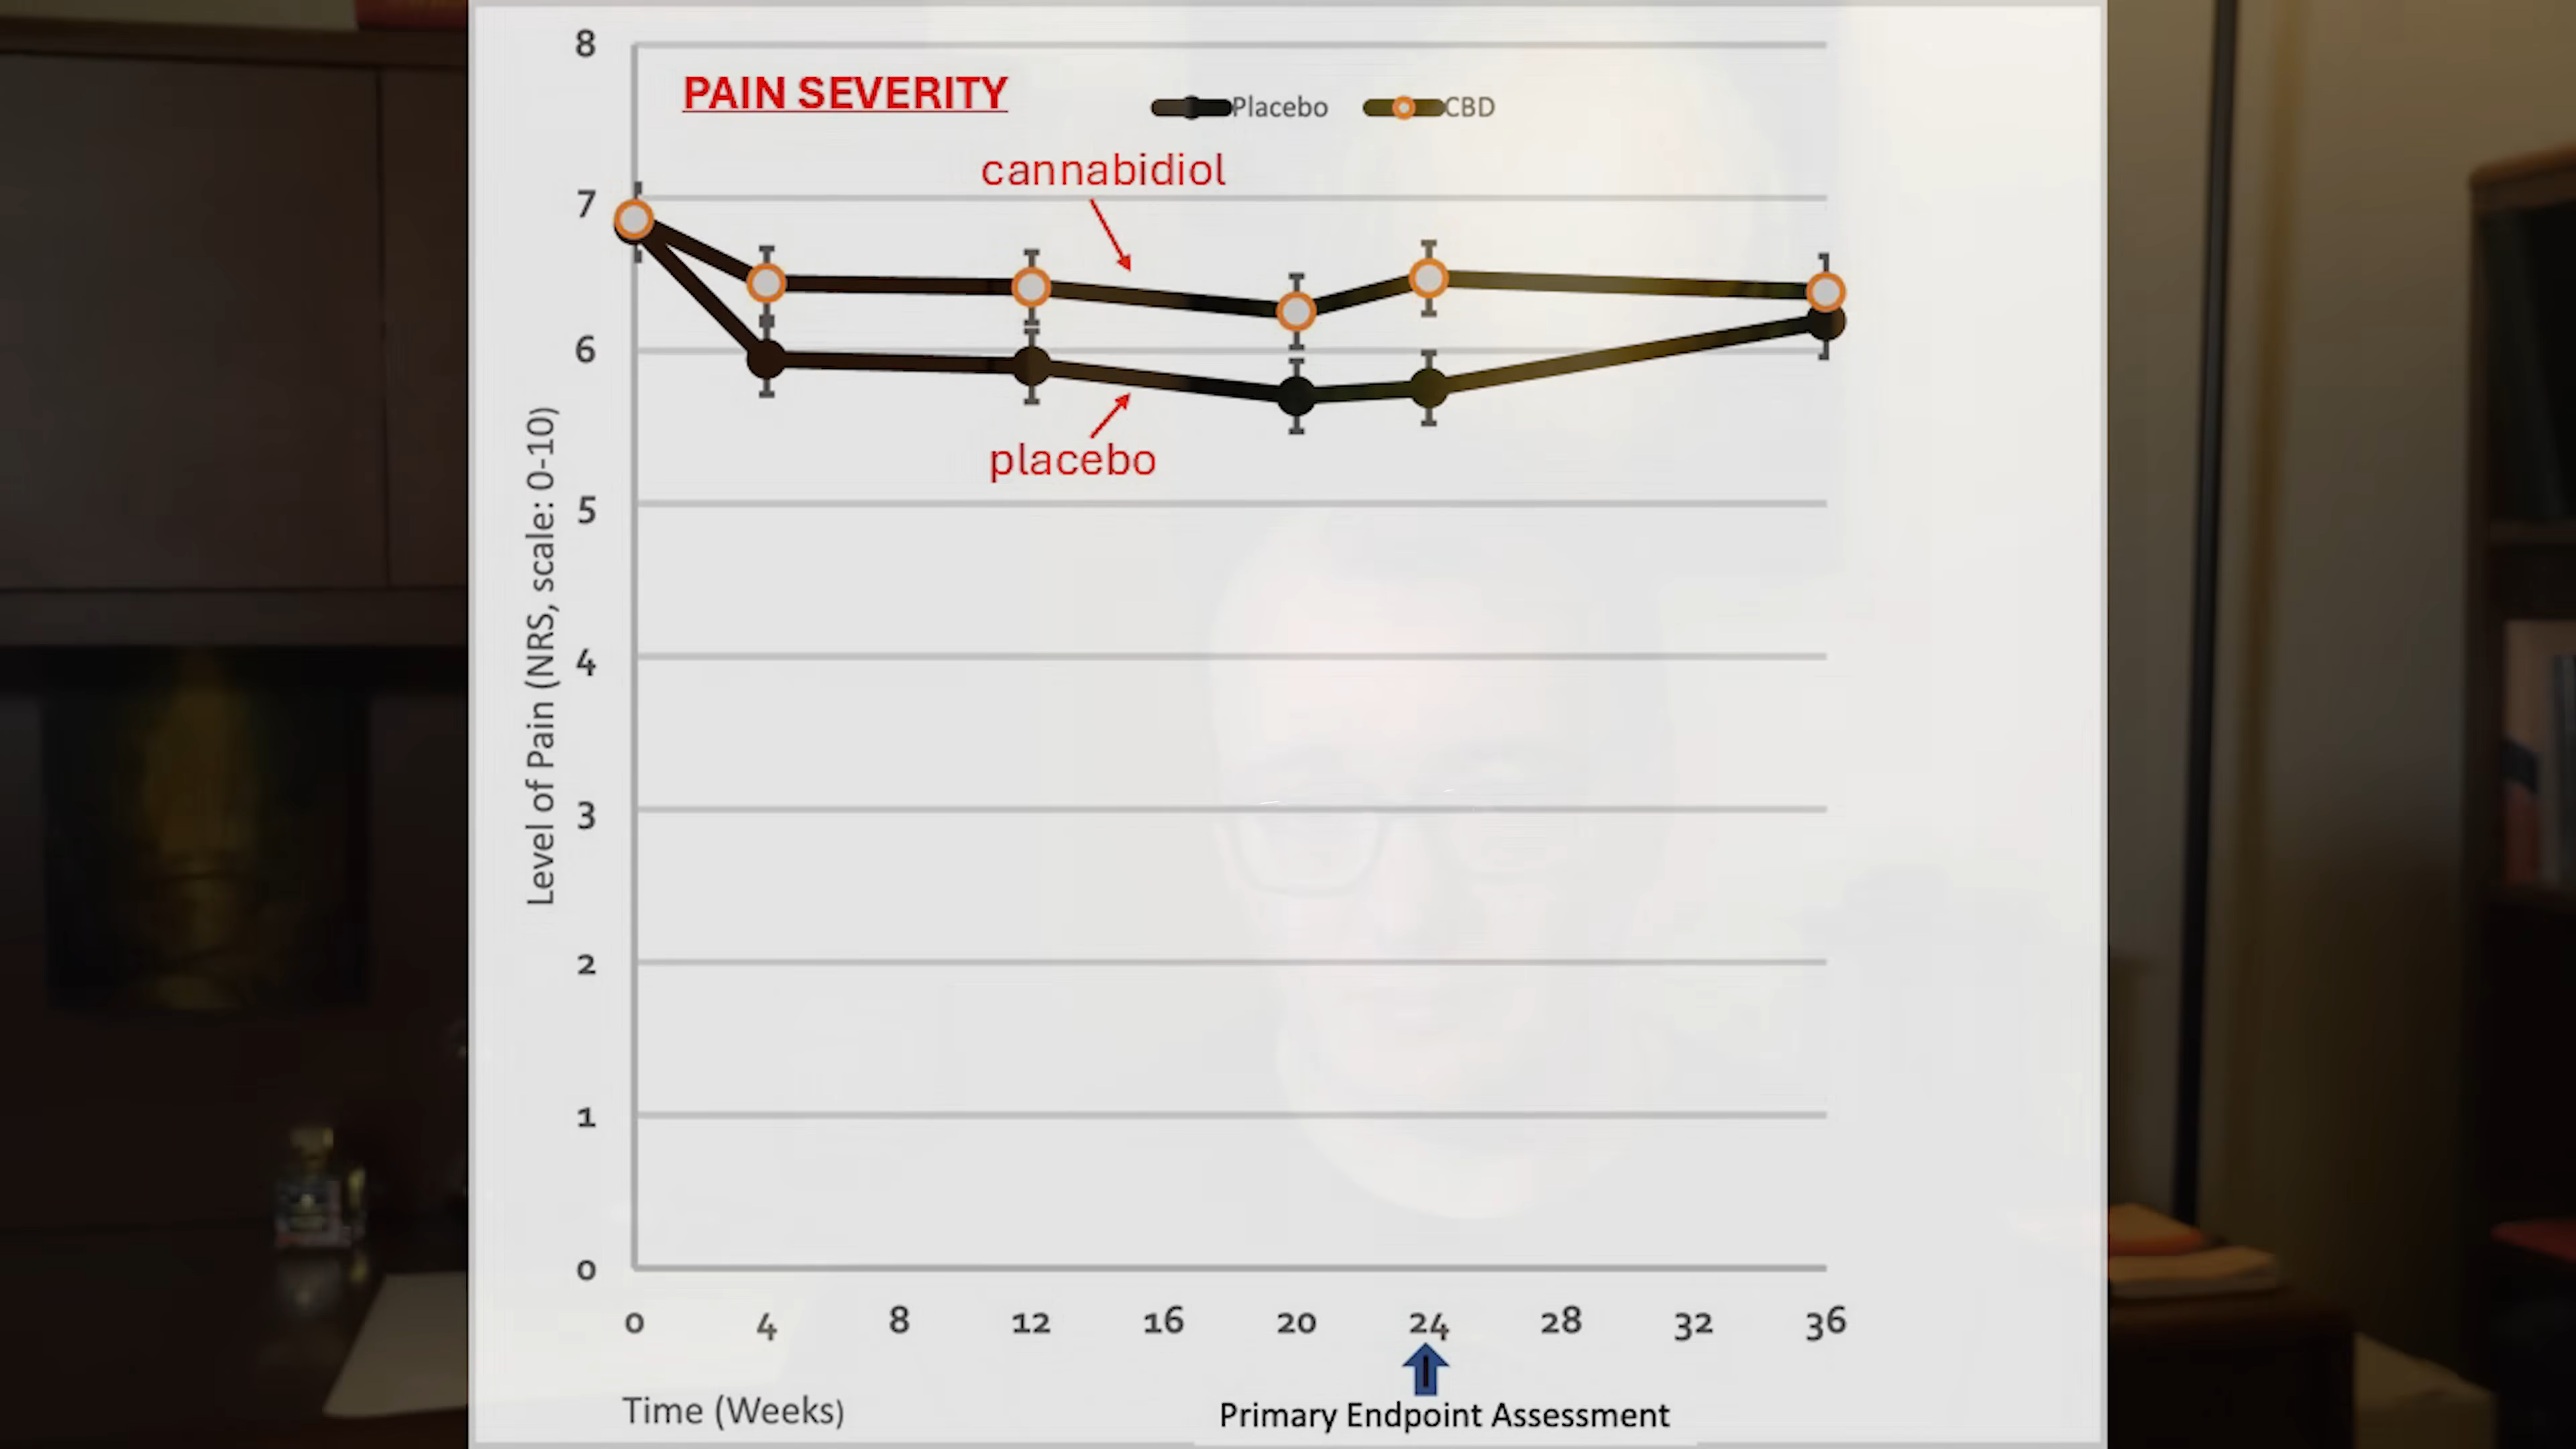 8
PAIN SEVERITY
Placebo
CBD
cannabidiol
7
6
placebo
5
4
3
2
1
0
Level of Pain (NRS, scale: 0-10)
0 4 8 12 16 20 24 28 32 36
Time (Weeks)
Primary Endpoint Assessment